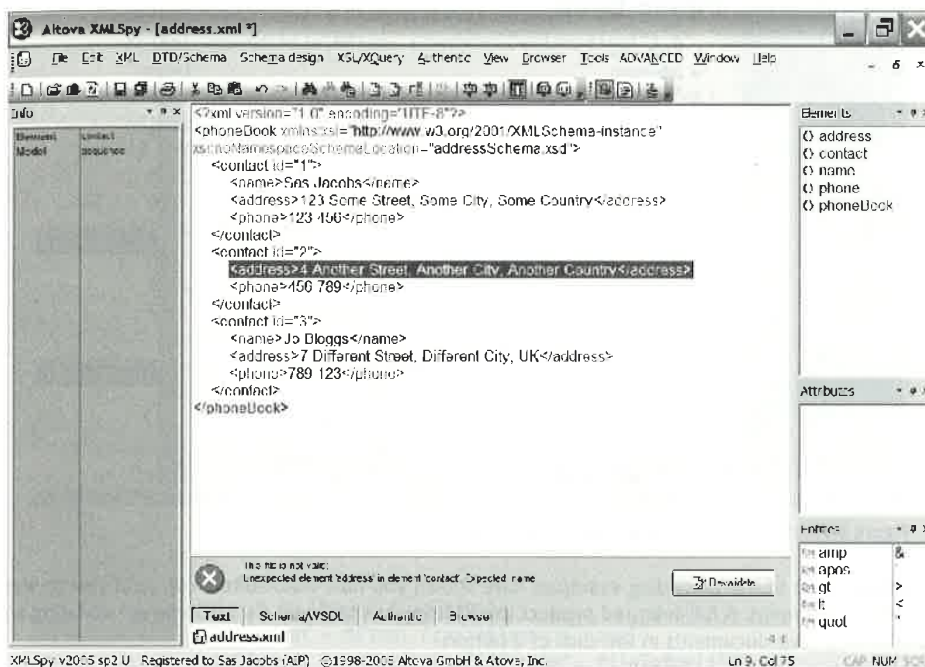 Altova XMLSpy - [address.xml *]
File Edit XML DTD/Schema Schema design XSL/XQuery Authentic View Browser Tools ADVANCED Window Help
Info
Element contact
Model sequence
<?xml version="1.0" encoding="UTF-8"?>
<phoneBook xmlns:xsi="http://www.w3.org/2001/XMLSchema-instance"
xsi:noNamespaceSchemaLocation="addressSchema.xsd">
<contact id="1">
<name>Sas Jacobs</name>
<address>123 Some Street, Some City, Some Country</address>
<phone>123 456</phone>
</contact>
<contact id="2">
<address>4 Another Street, Another City, Another Country</address>
<phone>456 789</phone>
</contact>
<contact id="3">
<name>Jo Bloggs</name>
<address>7 Different Street, Different City, UK</address>
<phone>789 123</phone>
</contact>
</phoneBook>
Elements
() address
() contact
() name
() phone
() phoneBook
Attributes
Entities
amp &
apos '
gt >
lt <
quot "
This file is not valid:
Unexpected element 'address' in element 'contact'. Expected: name
Revalidate
Text Schema/WSDL Authentic Browser
address.xml
XMLSpy v2005 sp2 U Registered to Sas Jacobs (AIP) ©1998-2005 Altova GmbH & Altova, Inc. Ln 9, Col 75 CAP NUM SCRL